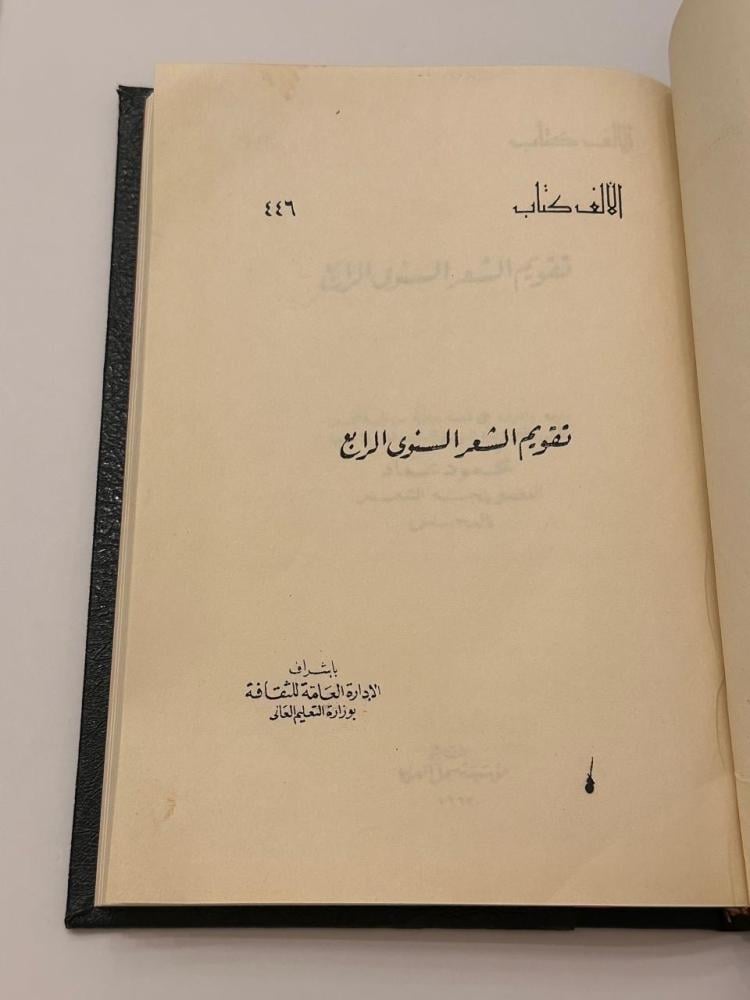 الألف كتاب ٤٤٦
تقويم الشعر السنوى الرابع
بإشراف
الإدارة العامة للثقافة
بوزارة التعليم العالى